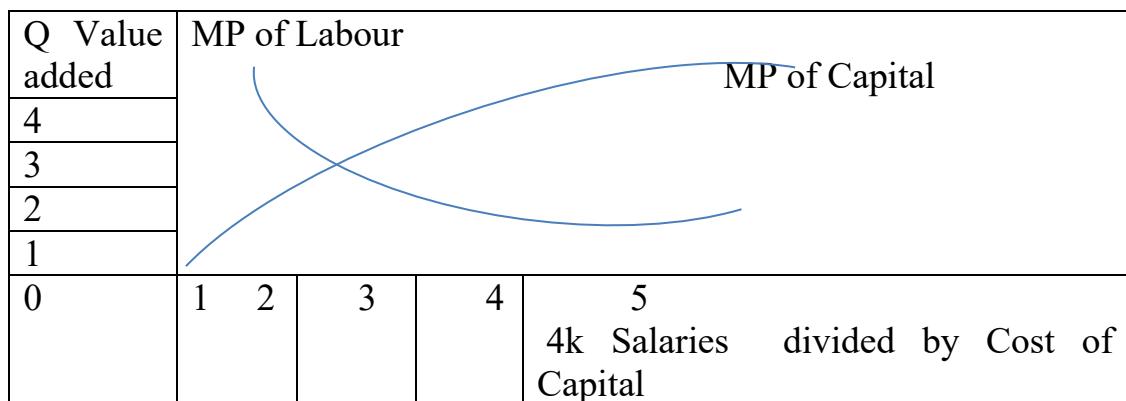 Q Value MP of Labour
added MP of Capital
4
3
2
1
0 1 2 3 4 5
4k Salaries divided by Cost of
Capital